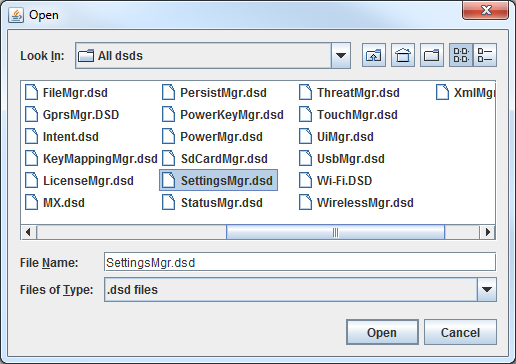 Open
Look In: All dsds
FileMgr.dsd PersistMgr.dsd ThreatMgr.dsd XmlMgr
GprsMgr.DSD PowerKeyMgr.dsd TouchMgr.dsd
Intent.dsd PowerMgr.dsd UiMgr.dsd
KeyMappingMgr.dsd SdCardMgr.dsd UsbMgr.dsd
LicenseMgr.dsd SettingsMgr.dsd Wi-Fi.DSD
MX.dsd StatusMgr.dsd WirelessMgr.dsd
File Name: SettingsMgr.dsd
Files of Type: .dsd files
Open Cancel